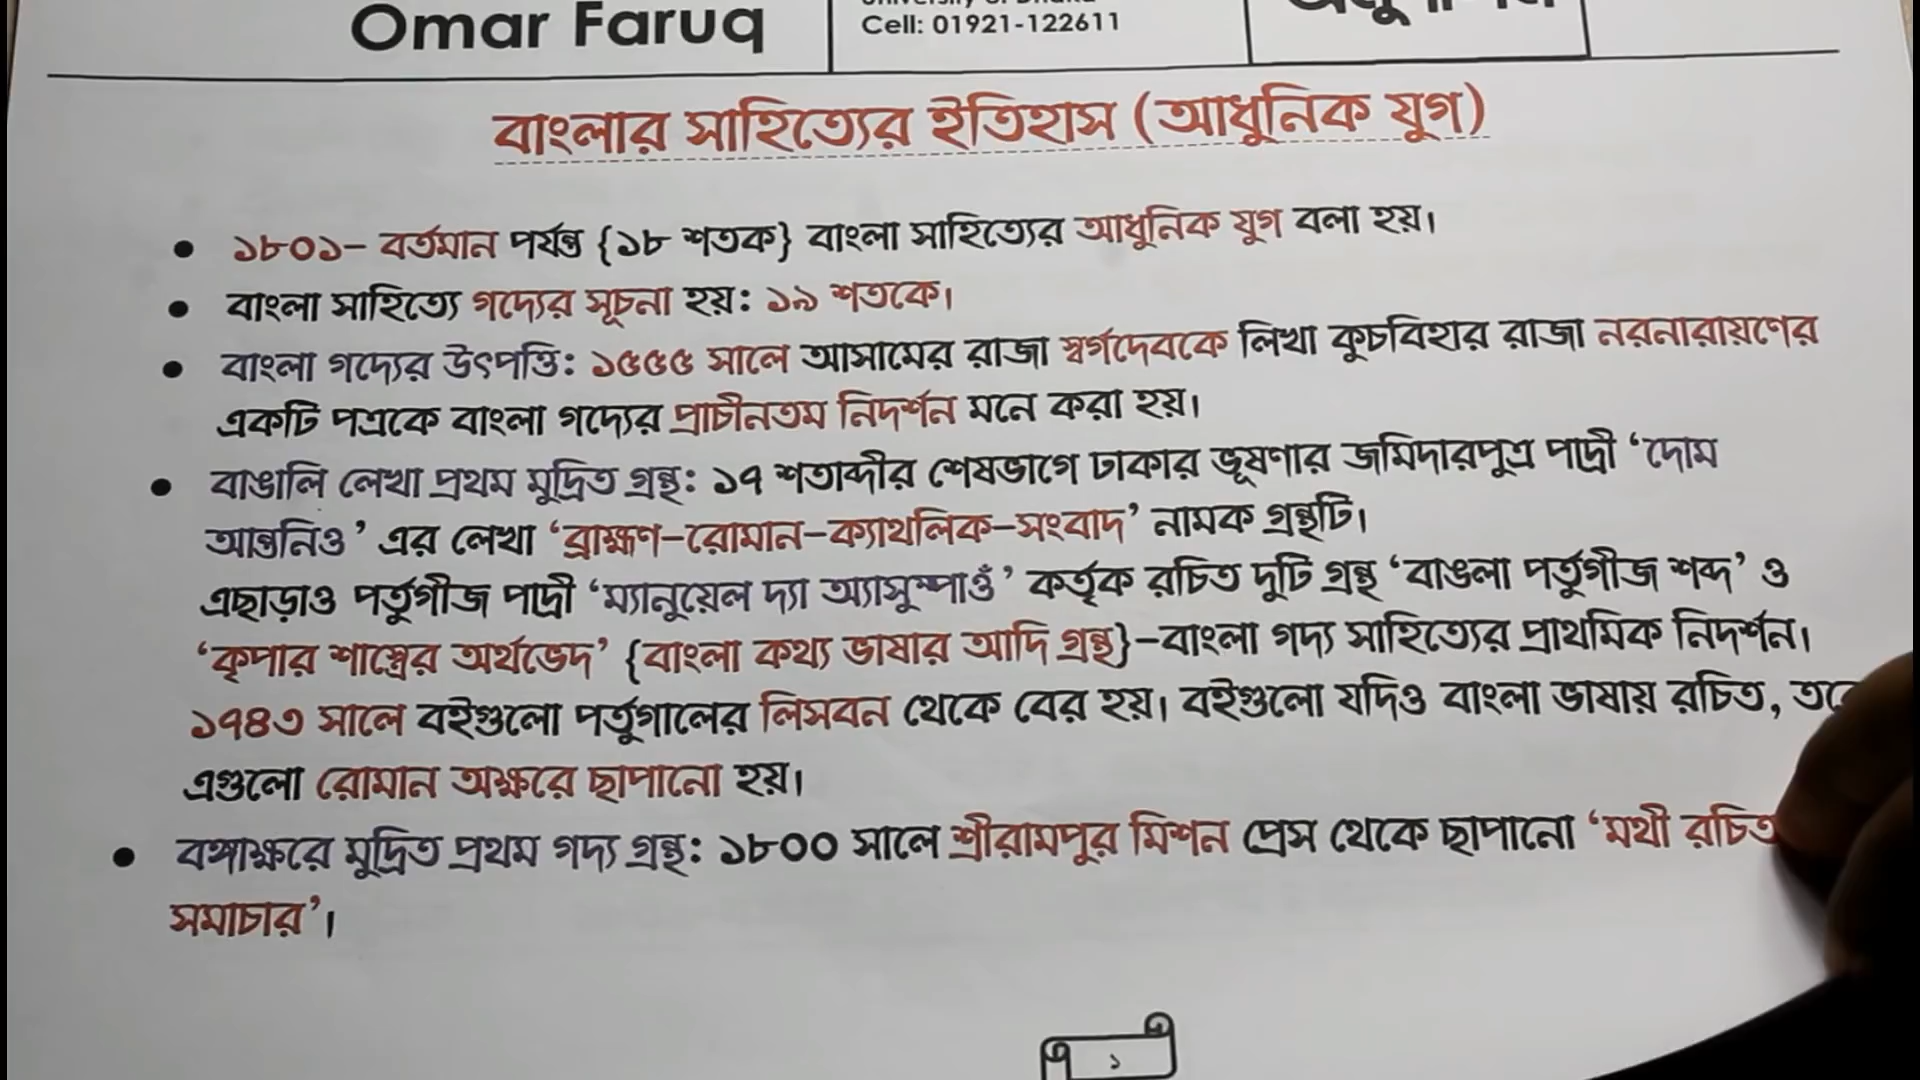 Omar Faruq
Cell: 01921-122611
বাংলার সাহিত্যের ইতিহাস (আধুনিক যুগ)
• ১৮০১- বর্তমান পর্যন্ত {১৮ শতক} বাংলা সাহিত্যের আধুনিক যুগ বলা হয়।
• বাংলা সাহিত্যে গদ্যের সূচনা হয়: ১৯ শতকে।
• বাংলা গদ্যের উৎপত্তি: ১৫৫৫ সালে আসামের রাজা স্বর্গদেবকে লিখা কুচবিহার রাজা নরনারায়ণের
একটি পত্রকে বাংলা গদ্যের প্রাচীনতম নিদর্শন মনে করা হয়।
• বাঙালি লেখা প্রথম মুদ্রিত গ্রন্থ: ১৭ শতাব্দীর শেষভাগে ঢাকার ভূষণার জমিদারপুত্র পাদ্রী ‘দোম
আন্তনিও’ এর লেখা ‘ব্রাহ্মণ-রোমান-ক্যাথলিক-সংবাদ’ নামক গ্রন্থটি।
এছাড়াও পর্তুগীজ পাদ্রী ‘ম্যানুয়েল দ্যা অ্যাসুম্পাওঁ’ কর্তৃক রচিত দুটি গ্রন্থ ‘বাঙলা পর্তুগীজ শব্দ’ ও
‘কৃপার শাস্ত্রের অর্থভেদ’ {বাংলা কথ্য ভাষার আদি গ্রন্থ}-বাংলা গদ্য সাহিত্যের প্রাথমিক নিদর্শন।
১৭৪৩ সালে বইগুলো পর্তুগালের লিসবন থেকে বের হয়। বইগুলো যদিও বাংলা ভাষায় রচিত,
এগুলো রোমান অক্ষরে ছাপানো হয়।
• বঙ্গাক্ষরে মুদ্রিত প্রথম গদ্য গ্রন্থ: ১৮০০ সালে শ্রীরামপুর মিশন প্রেস থেকে ছাপানো ‘মথী রচিত
সমাচার’।
১